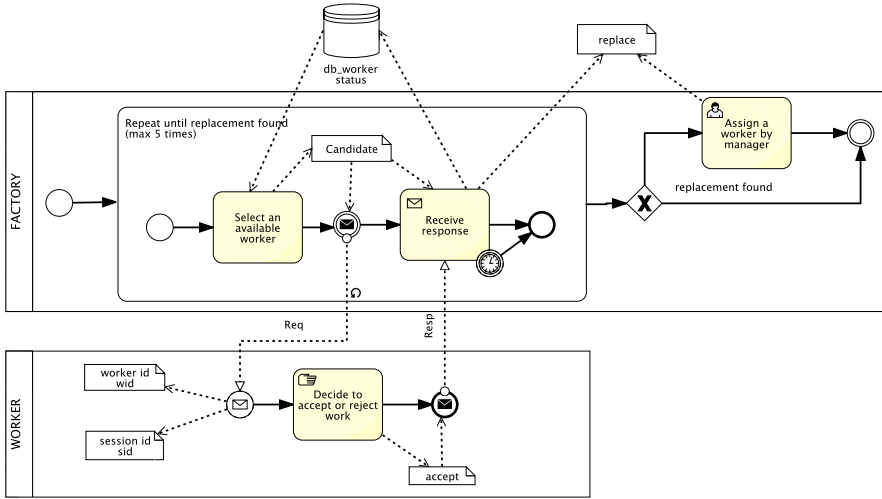 db_worker
status
replace
FACTORY
Repeat until replacement found
(max 5 times)
Candidate
Select an
available
worker
Receive
response
Assign a
worker by
manager
replacement found
Req
Resp
WORKER
worker id
wid
session id
sid
Decide to
accept or reject
work
accept